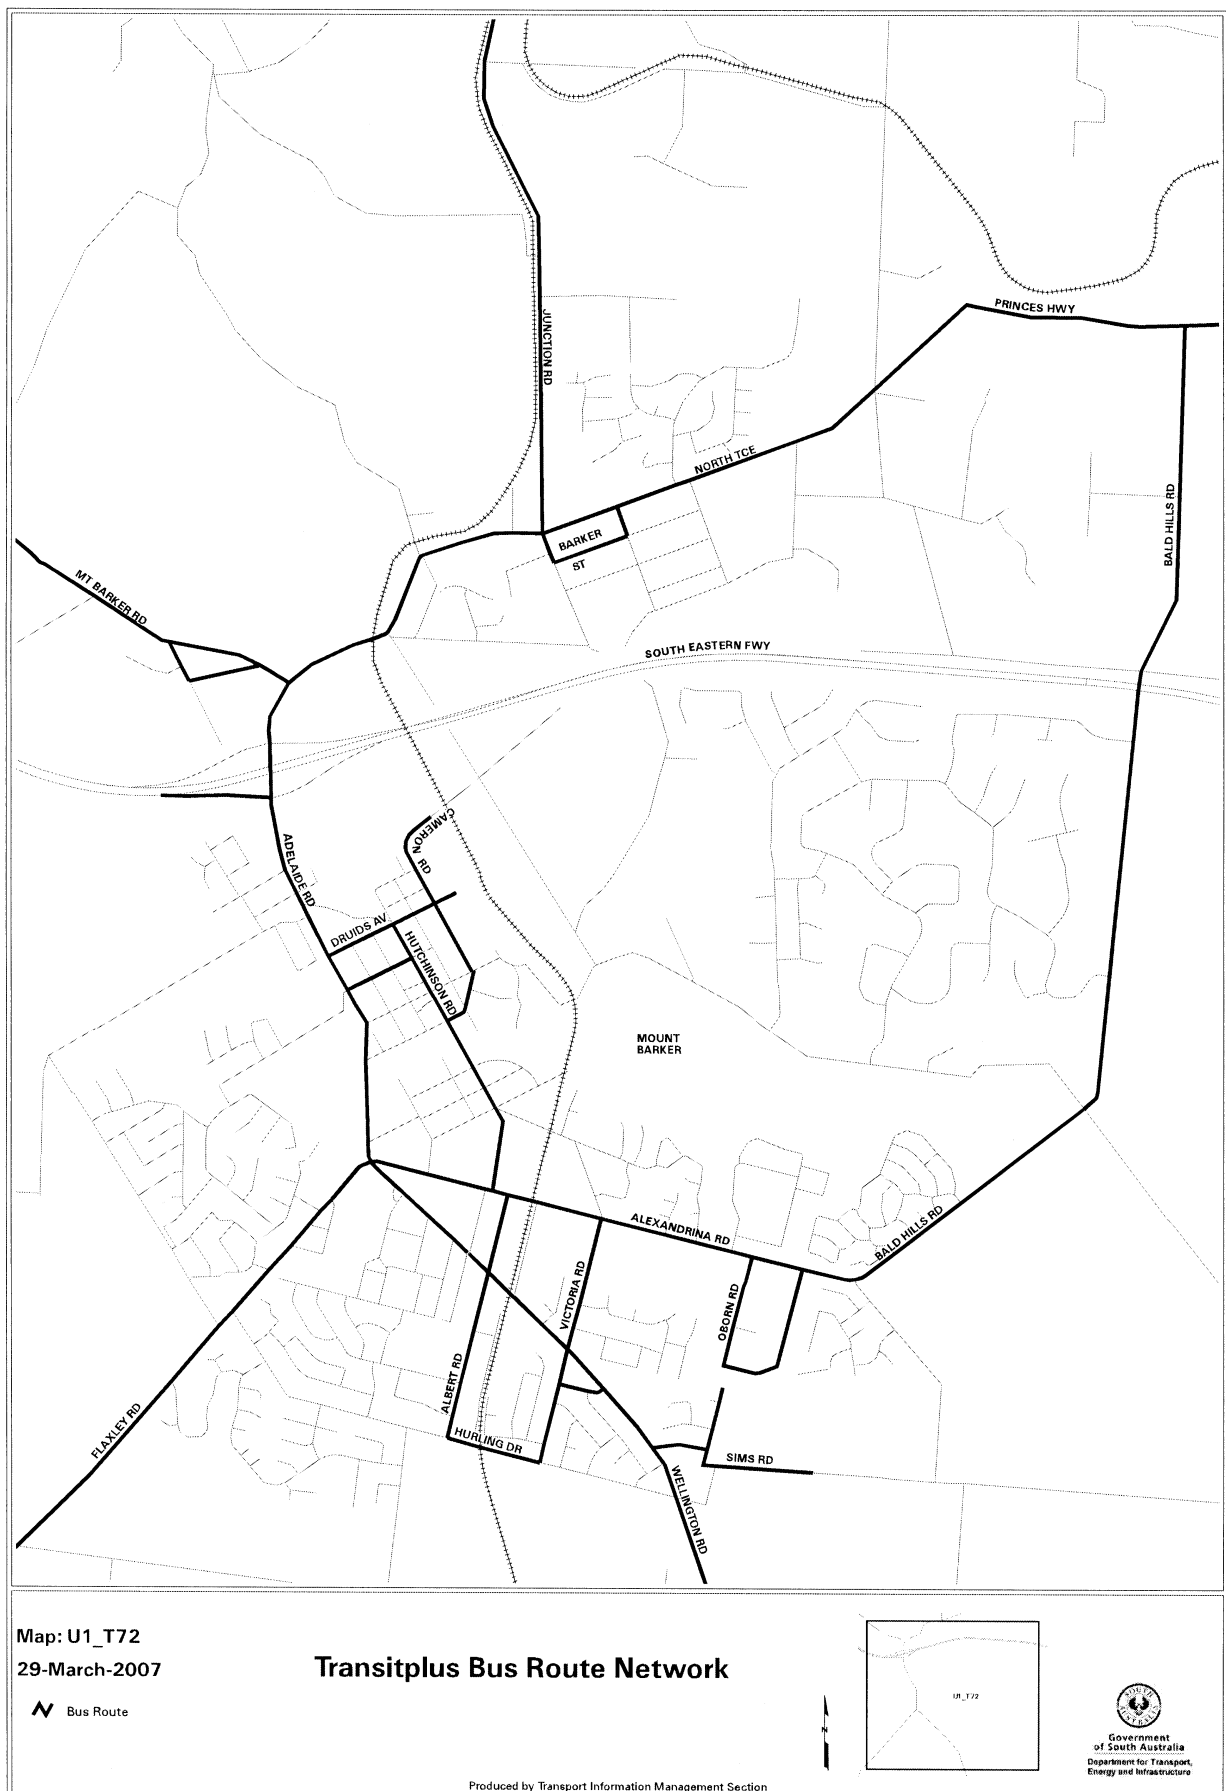 PRINCES HWY
JUNCTION RD
NORTH TCE
BALD HILLS RD
BARKER
ST
MT BARKER RD
SOUTH EASTERN FWY
CAMERON RD
ADELAIDE RD
DRUIDS AV
HUTCHINSON RD
MOUNT
BARKER
ALEXANDRINA RD
BALD HILLS RD
VICTORIA RD
OBORN RD
ALBERT RD
FLAXLEY RD
HURLING DR
SIMS RD
WELLINGTON RD
Map: U1_T72
29-March-2007
Bus Route
Transitplus Bus Route Network
Produced by Transport Information Management Section
N
U1_T72
SOUTH
AUSTRALIA
Government
of South Australia
Department for Transport,
Energy and Infrastructure